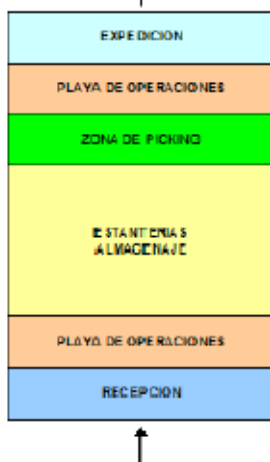 EXPEDICION
PLAYA DE OPERACIONES
ZONA DE PICKING
ESTANTERIAS
ALMACENAJE
PLAYA DE OPERACIONES
RECEPCION